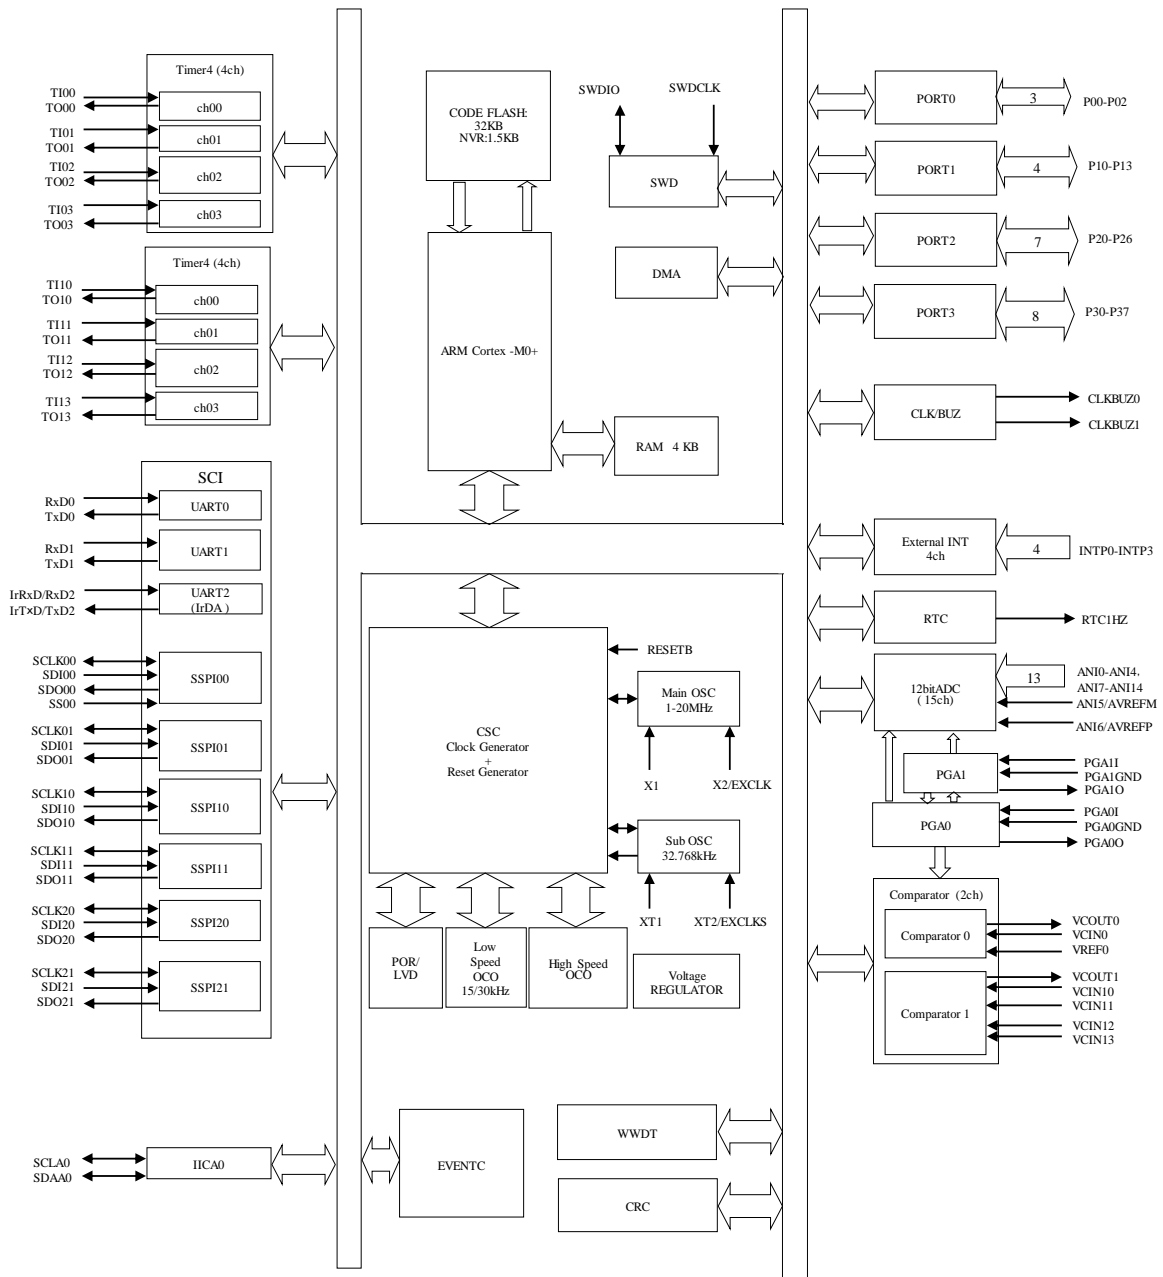 Timer4 (4ch)
TI00
TO00
ch00
TI01
TO01
ch01
TI02
TO02
ch02
TI03
TO03
ch03
Timer4 (4ch)
TI10
TO10
ch00
TI11
TO11
ch01
TI12
TO12
ch02
TI13
TO13
ch03
SCI
RxD0
TxD0
UART0
RxD1
TxD1
UART1
IrRxD/RxD2
IrT×D/TxD2
UART2
(IrDA )
SCLK00
SDI00
SDO00
SS00
SSPI00
SCLK01
SDI01
SDO01
SSPI01
SCLK10
SDI10
SDO10
SSPI10
SCLK11
SDI11
SDO11
SSPI11
SCLK20
SDI20
SDO20
SSPI20
SCLK21
SDI21
SDO21
SSPI21
SCLA0
SDAA0
IICA0
CODE FLASH:
32KB
NVR:1.5KB
ARM Cortex -M0+
SWDIO
SWDCLK
SWD
DMA
RAM 4 KB
CSC
Clock Generator
+
Reset Generator
RESETB
Main OSC
1-20MHz
X1
X2/EXCLK
Sub OSC
32.768kHz
XT1
XT2/EXCLKS
POR/
LVD
Low
Speed
OCO
15/30kHz
High Speed
OCO
Voltage
REGULATOR
EVENTC
WWDT
CRC
PORT0
3
P00-P02
PORT1
4
P10-P13
PORT2
7
P20-P26
PORT3
8
P30-P37
CLK/BUZ
CLKBUZ0
CLKBUZ1
External INT
4ch
4
INTP0-INTP3
RTC
RTC1HZ
12bitADC
( 15ch)
13
ANI0-ANI4,
ANI7-ANI14
ANI5/AVREFM
ANI6/AVREFP
PGA1
PGA1I
PGA1GND
PGA1O
PGA0
PGA0I
PGA0GND
PGA0O
Comparator (2ch)
Comparator 0
VCOUT0
VCIN0
VREF0
Comparator 1
VCOUT1
VCIN10
VCIN11
VCIN12
VCIN13